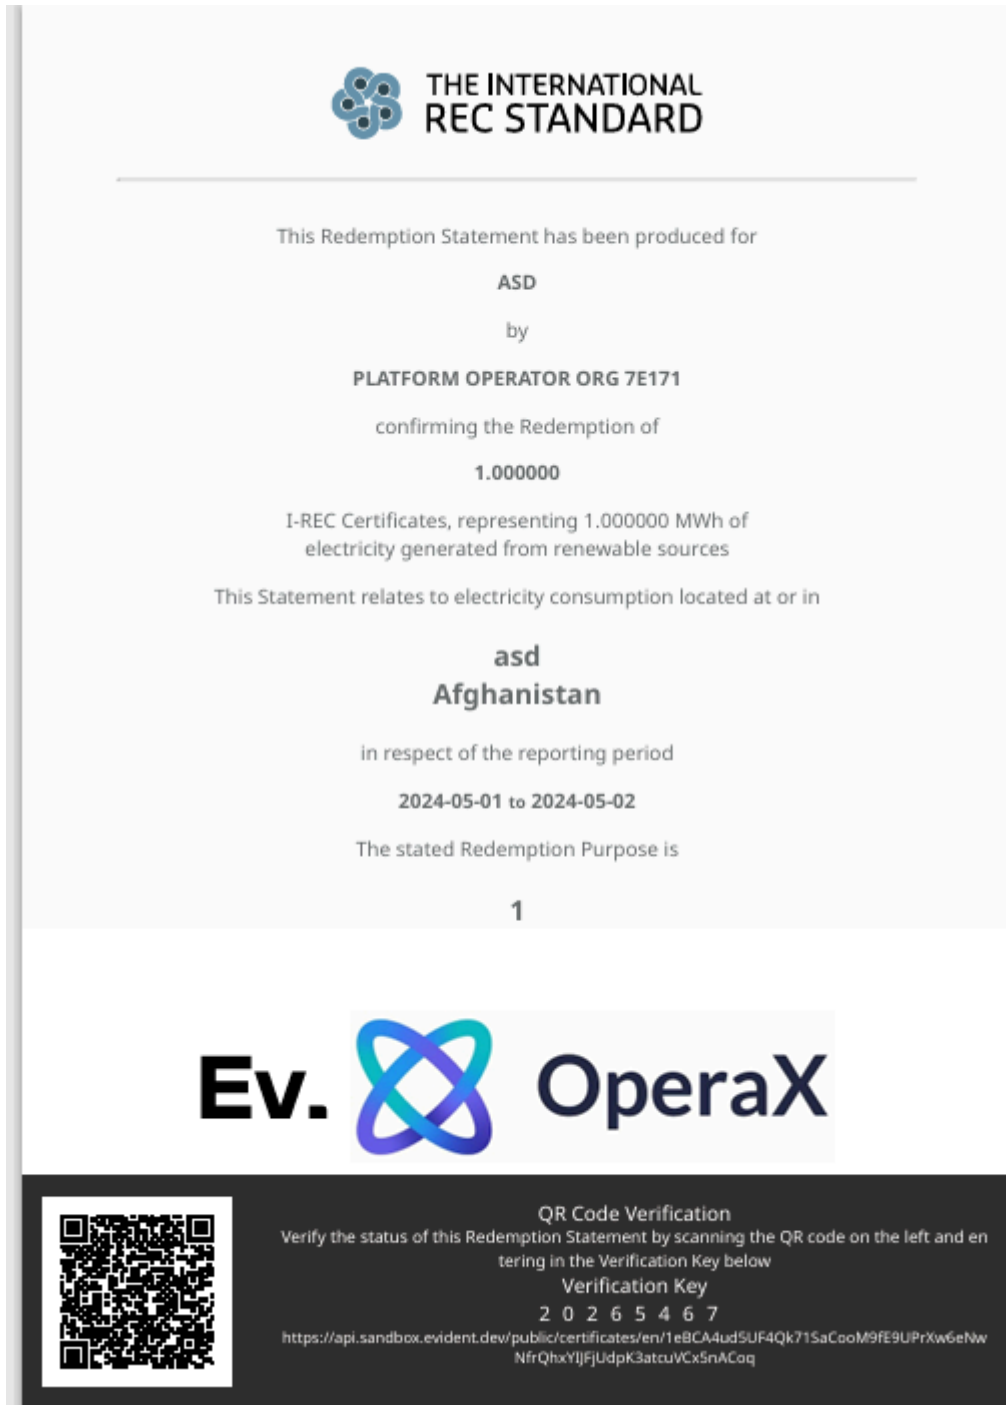 THE INTERNATIONAL
REC STANDARD
This Redemption Statement has been produced for
ASD
by
PLATFORM OPERATOR ORG 7E171
confirming the Redemption of
1.000000
I-REC Certificates, representing 1.000000 MWh of
electricity generated from renewable sources
This Statement relates to electricity consumption located at or in
asd
Afghanistan
in respect of the reporting period
2024-05-01 to 2024-05-02
The stated Redemption Purpose is
1
Ev. OperaX
QR Code Verification
Verify the status of this Redemption Statement by scanning the QR code on the left and en
tering in the Verification Key below
Verification Key
2 0 2 6 5 4 6 7
https://api.sandbox.evident.dev/public/certificates/en/1eBCA4ud5UF4Qk71SaCooM9fE9UPrXw6eNw
NfrQhxYIJFjUdpK3atcuVCx5nACoq